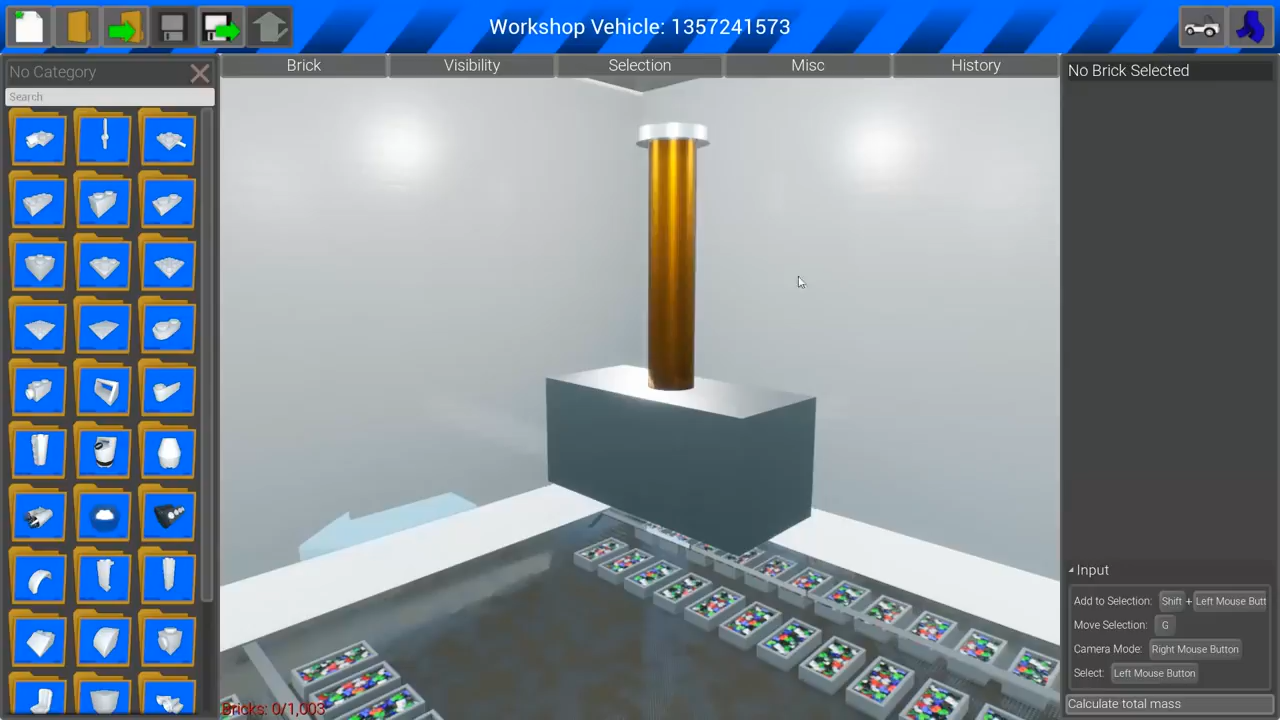 Workshop Vehicle: 1357241573
No Category
Search
Brick
Visibility
Selection
Misc
History
No Brick Selected
Input
Add to Selection: Shift + Left Mouse Butt
Move Selection: G
Camera Mode: Right Mouse Button
Select: Left Mouse Button
Calculate total mass
Bricks: 0/1,003